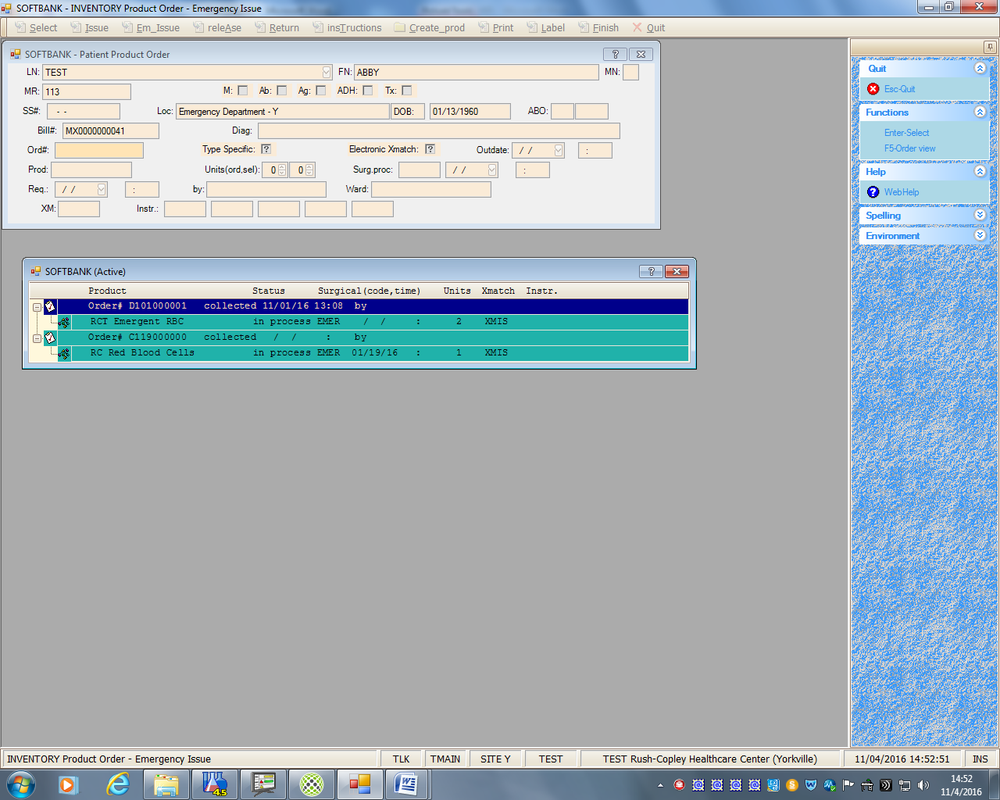 SOFTBANK - INVENTORY Product Order - Emergency Issue
Select Issue Em_Issue releAse Return insTructions Create_prod Print Label Finish Quit
SOFTBANK - Patient Product Order ?
LN: TEST FN: ABBY MN:
MR: 113 M: Ab: Ag: ADH: Tx:
SS#: - - Loc: Emergency Department - Y DOB: 01/13/1960 ABO:
Bill#: MX0000000041 Diag:
Ord#: Type Specific: ? Electronic Xmatch: ? Outdate: / / :
Prod: Units(ord,sel): 0 0 Surg.proc: / / :
Req.: / / : by: Ward:
XM: Instr.:
SOFTBANK (Active) ?
Product Status Surgical(code,time) Units Xmatch Instr.
Order# D101000001 collected 11/01/16 13:08 by
RCT Emergent RBC in process EMER / / : 2 XMIS
Order# C119000000 collected / / : by
RC Red Blood Cells in process EMER 01/19/16 : 1 XMIS
Quit
Esc-Quit
Functions
Enter-Select
F5-Order view
Help
? WebHelp
Spelling
Environment
INVENTORY Product Order - Emergency Issue TLK TMAIN SITE Y TEST TEST Rush-Copley Healthcare Center (Yorkville) 11/04/2016 14:52:51 INS
4.5
14:52
11/4/2016